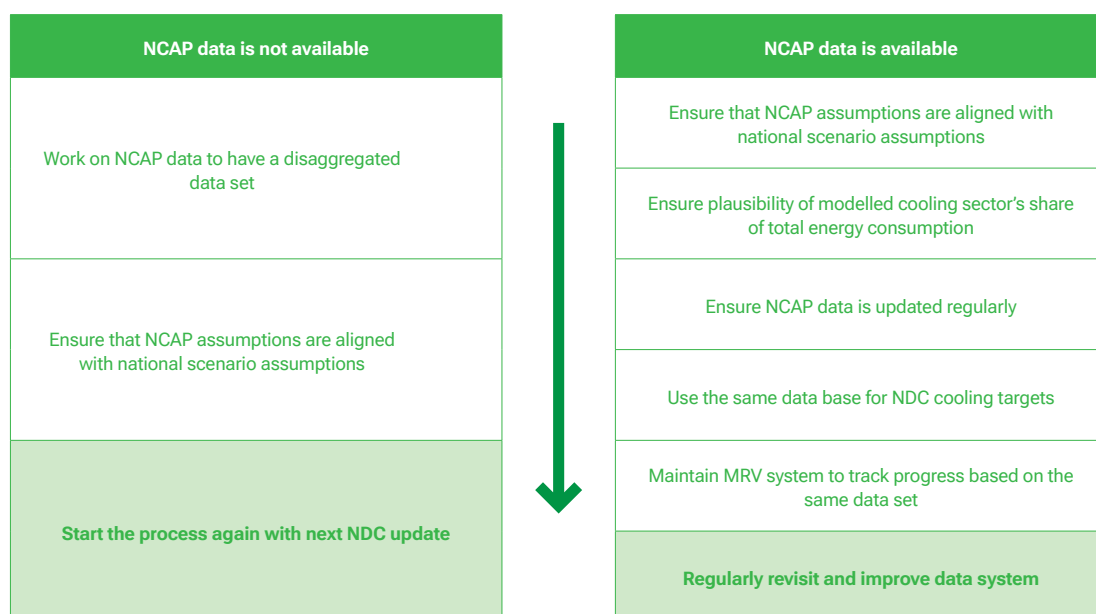 NCAP data is not available
Work on NCAP data to have a disaggregated
data set
Ensure that NCAP assumptions are aligned
with national scenario assumptions
Start the process again with next NDC update
NCAP data is available
Ensure that NCAP assumptions are aligned with
national scenario assumptions
Ensure plausibility of modelled cooling sector's share
of total energy consumption
Ensure NCAP data is updated regularly
Use the same data base for NDC cooling targets
Maintain MRV system to track progress based on the
same data set
Regularly revisit and improve data system